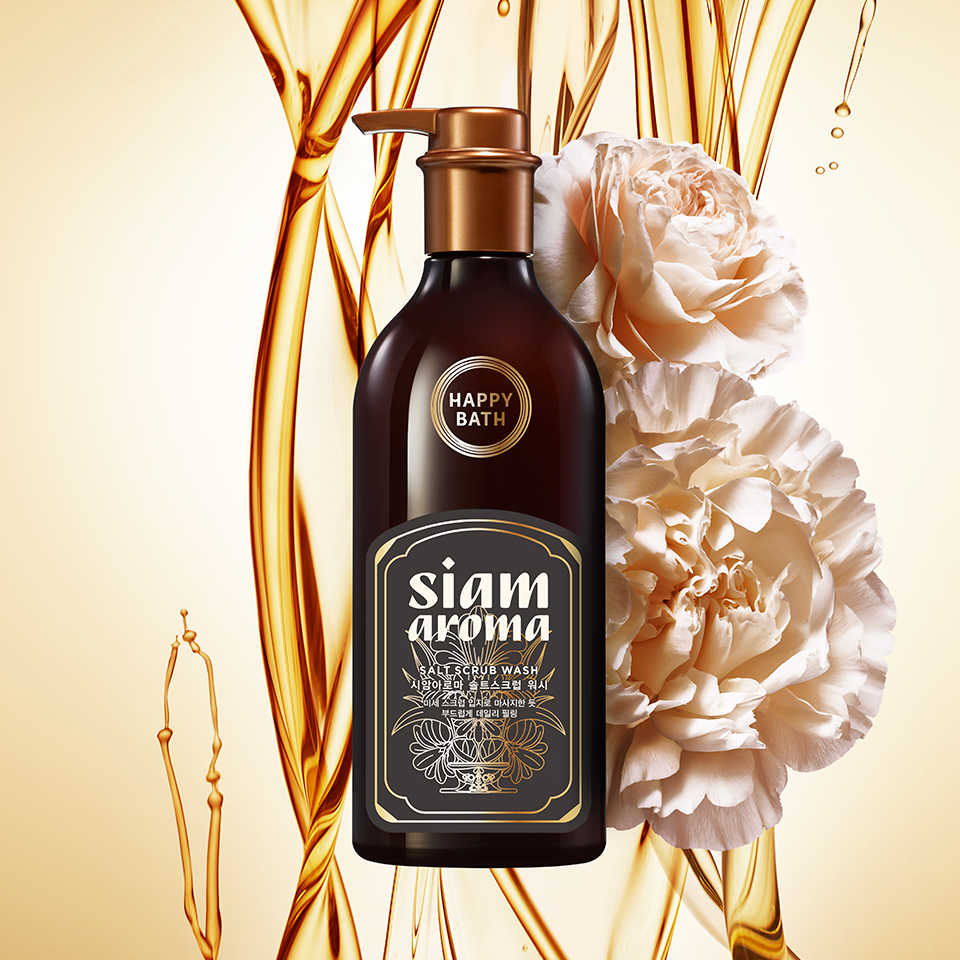 HAPPY
BATH
siam
aroma
SALT SCRUB WASH
시암아로마 솔트스크럽 워시
미세 스크럽 입자로 마사지한 듯
부드럽게 데일리 필링